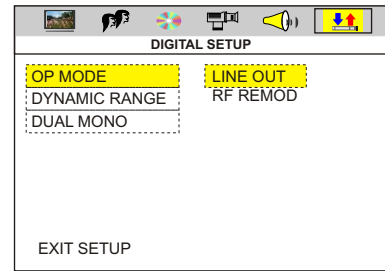 DIGITAL SETUP
OP MODE
LINE OUT
DYNAMIC RANGE
RF REMOD
DUAL MONO
EXIT SETUP